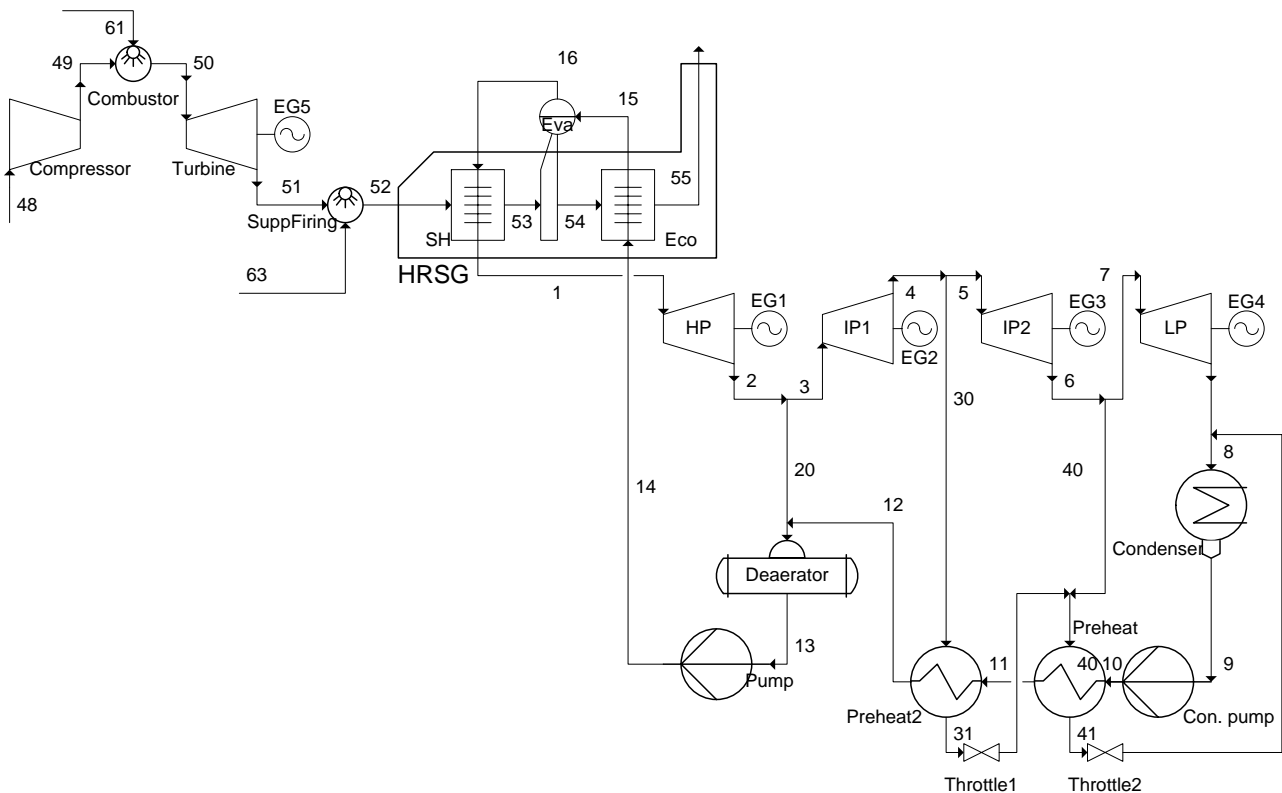 61
16
49
50
Combustor
EG5
15
Eva
Compressor
Turbine
51
52
55
48
SuppFiring
53
54
SH
Eco
63
HRSG
1
4
5
7
EG1
EG3
EG4
HP
IP1
IP2
LP
EG2
2
3
6
30
8
20
40
14
12
Condenser
Deaerator
Preheat
13
11
40
10
9
Pump
Preheat2
Con. pump
31
41
Throttle1
Throttle2